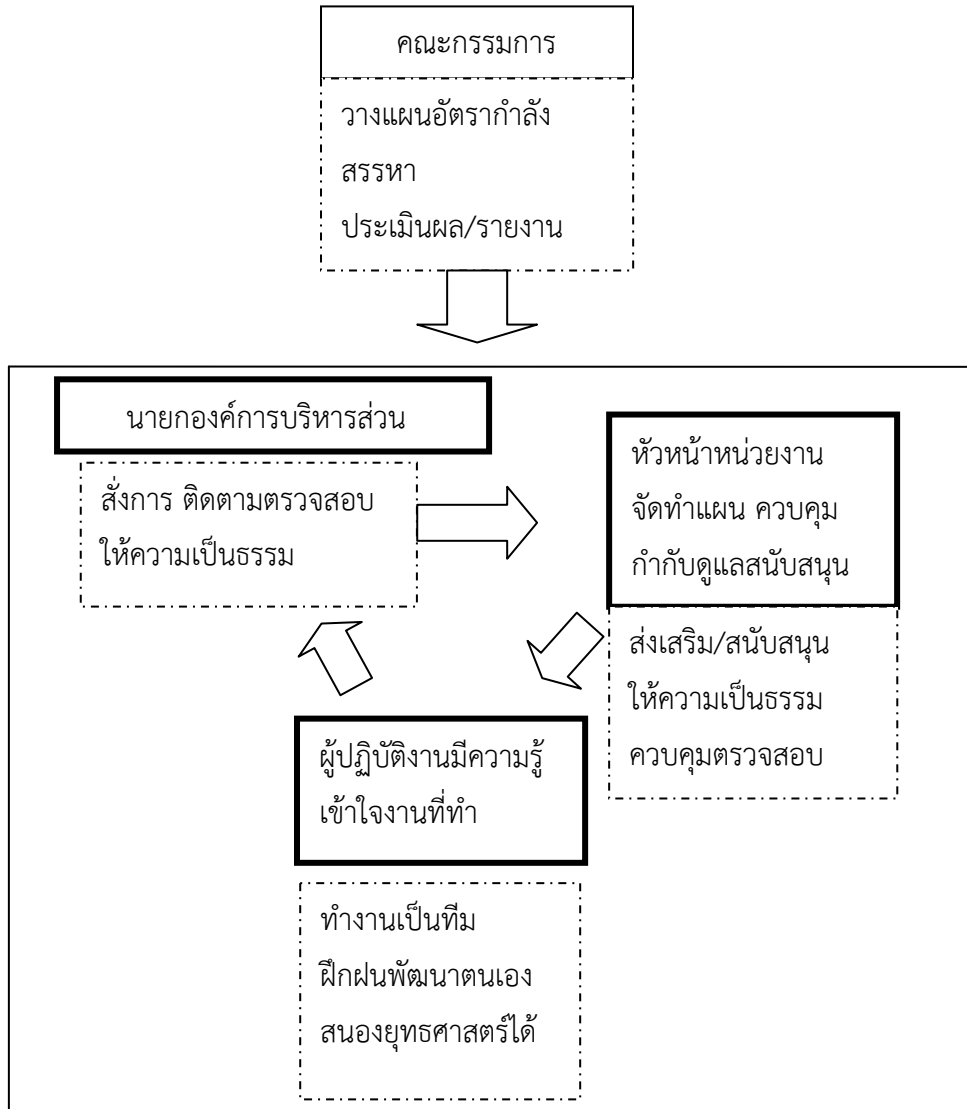 คณะกรรมการ
วางแผนอัตรากำลัง
สรรหา
ประเมินผล/รายงาน
นายกองค์การบริหารส่วน
สั่งการ ติดตามตรวจสอบ
ให้ความเป็นธรรม
หัวหน้าหน่วยงาน
จัดทำแผน ควบคุม
กำกับดูแลสนับสนุน
ส่งเสริม/สนับสนุน
ให้ความเป็นธรรม
ควบคุมตรวจสอบ
ผู้ปฏิบัติงานมีความรู้
เข้าใจงานที่ทำ
ทำงานเป็นทีม
ฝึกฝนพัฒนาตนเอง
สนองยุทธศาสตร์ได้